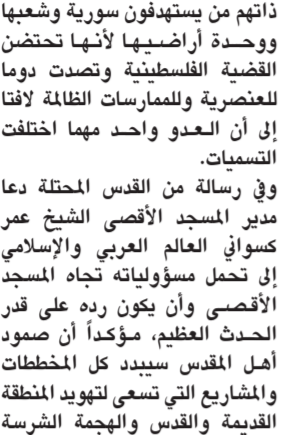 ذاتهم من يستهدفون سورية وشعبها
ووحدة أراضيها لأنها تحتضن
القضية الفلسطينية وتصدت دوما
للعنصرية وللممارسات الظالمة لافتا
إلى أن العدو واحد مهما اختلفت
التسميات.
وفي رسالة من القدس المحتلة دعا
مدير المسجد الأقصى الشيخ عمر
كسواني العالم العربي والإسلامي
إلى تحمل مسؤولياته تجاه المسجد
الأقصى وأن يكون رده على قدر
الحدث العظيم، مؤكداً أن صمود
أهل المقدس سيبدد كل المخططات
والمشاريع التي تسعى لتهويد المنطقة
القديمة والقدس والهجمة الشرسة